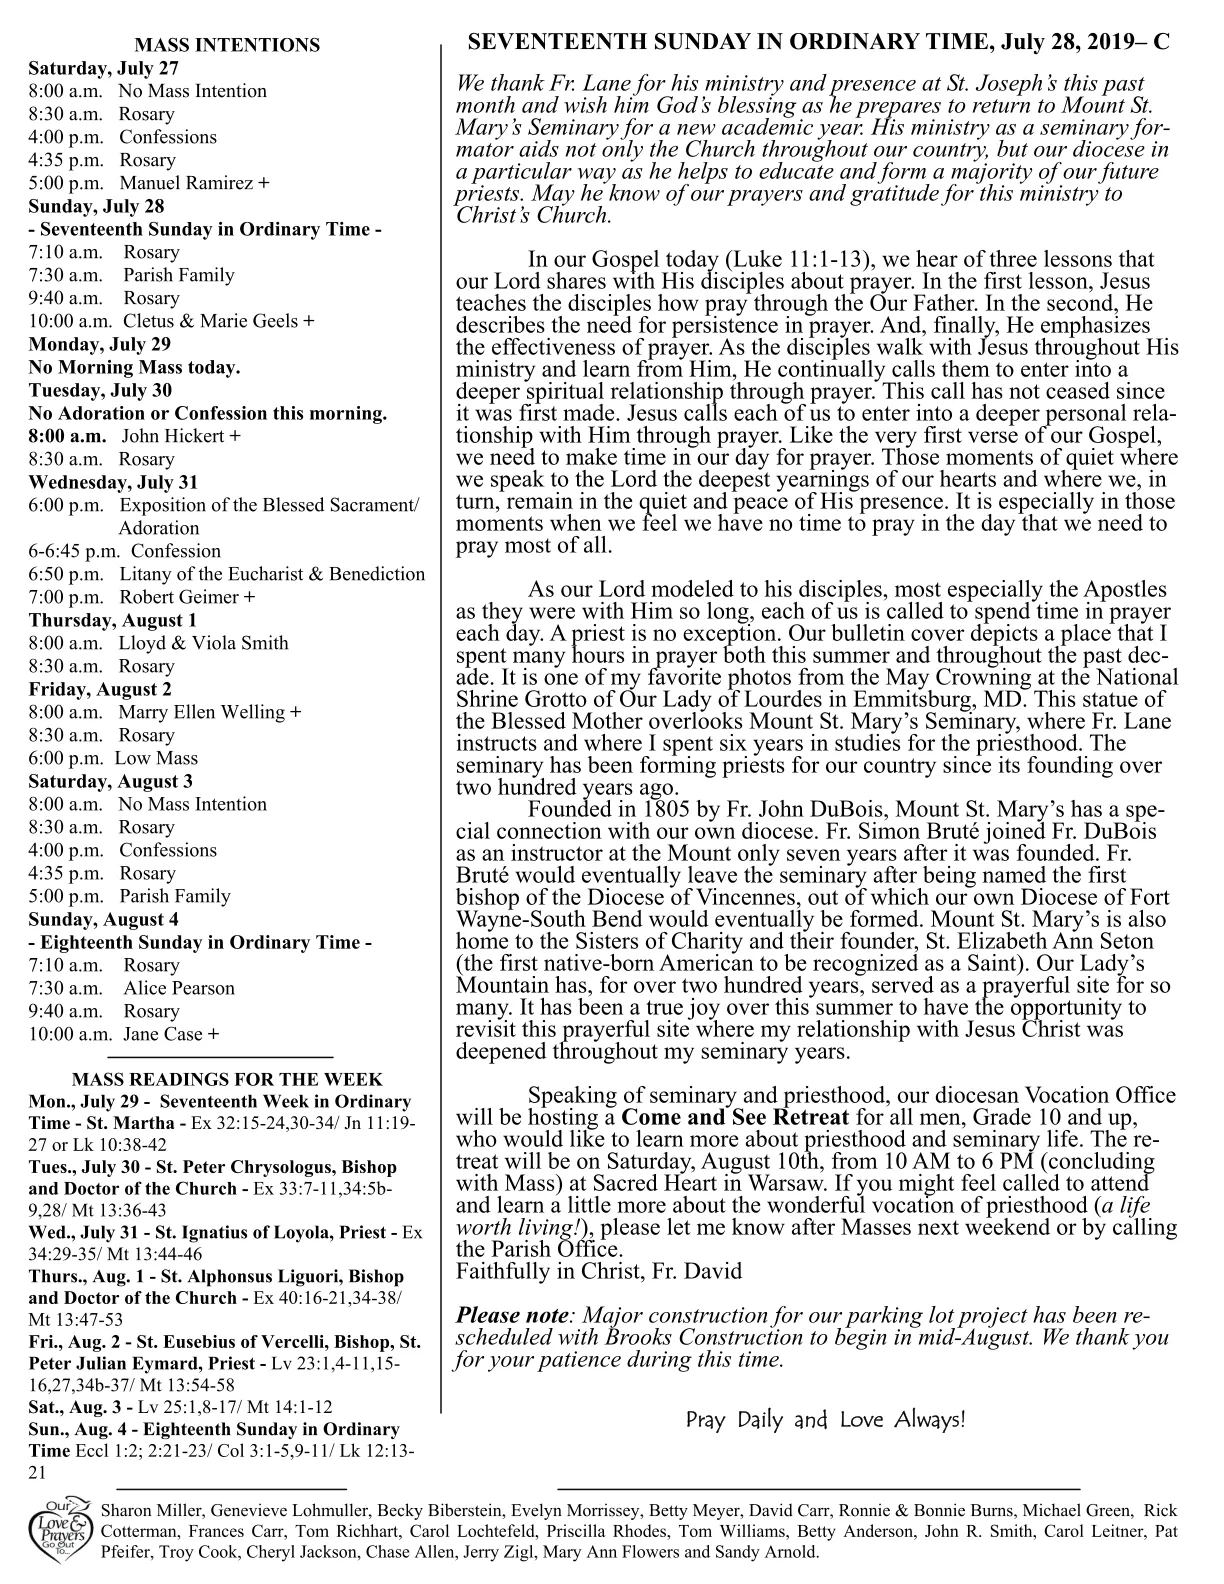 MASS INTENTIONS
Saturday, July 27
8:00 a.m. No Mass Intention
8:30 a.m. Rosary
4:00 p.m. Confessions
4:35 p.m. Rosary
5:00 p.m. Manuel Ramirez +
Sunday, July 28
- Seventeenth Sunday in Ordinary Time -
7:10 a.m. Rosary
7:30 a.m. Parish Family
9:40 a.m. Rosary
10:00 a.m. Cletus & Marie Geels +
Monday, July 29
No Morning Mass today.
Tuesday, July 30
No Adoration or Confession this morning.
8:00 a.m. John Hickert +
8:30 a.m. Rosary
Wednesday, July 31
6:00 p.m. Exposition of the Blessed Sacrament/
Adoration
6-6:45 p.m. Confession
6:50 p.m. Litany of the Eucharist & Benediction
7:00 p.m. Robert Geimer +
Thursday, August 1
8:00 a.m. Lloyd & Viola Smith
8:30 a.m. Rosary
Friday, August 2
8:00 a.m. Marry Ellen Welling +
8:30 a.m. Rosary
6:00 p.m. Low Mass
Saturday, August 3
8:00 a.m. No Mass Intention
8:30 a.m. Rosary
4:00 p.m. Confessions
4:35 p.m. Rosary
5:00 p.m. Parish Family
Sunday, August 4
- Eighteenth Sunday in Ordinary Time -
7:10 a.m. Rosary
7:30 a.m. Alice Pearson
9:40 a.m. Rosary
10:00 a.m. Jane Case +
MASS READINGS FOR THE WEEK
Mon., July 29 - Seventeenth Week in Ordinary
Time - St. Martha - Ex 32:15-24,30-34/ Jn 11:19-
27 or Lk 10:38-42
Tues., July 30 - St. Peter Chrysologus, Bishop
and Doctor of the Church - Ex 33:7-11,34:5b-
9,28/ Mt 13:36-43
Wed., July 31 - St. Ignatius of Loyola, Priest - Ex
34:29-35/ Mt 13:44-46
Thurs., Aug. 1 - St. Alphonsus Liguori, Bishop
and Doctor of the Church - Ex 40:16-21,34-38/
Mt 13:47-53
Fri., Aug. 2 - St. Eusebius of Vercelli, Bishop, St.
Peter Julian Eymard, Priest - Lv 23:1,4-11,15-
16,27,34b-37/ Mt 13:54-58
Sat., Aug. 3 - Lv 25:1,8-17/ Mt 14:1-12
Sun., Aug. 4 - Eighteenth Sunday in Ordinary
Time Eccl 1:2; 2:21-23/ Col 3:1-5,9-11/ Lk 12:13-
21
SEVENTEENTH SUNDAY IN ORDINARY TIME, July 28, 2019– C
We thank Fr. Lane for his ministry and presence at St. Joseph's this past
month and wish him God's blessing as he prepares to return to Mount St.
Mary's Seminary for a new academic year. His ministry as a seminary for-
mator aids not only the Church throughout our country, but our diocese in
a particular way as he helps to educate and form a majority of our future
priests. May he know of our prayers and gratitude for this ministry to
Christ's Church.
In our Gospel today (Luke 11:1-13), we hear of three lessons that
our Lord shares with His disciples about prayer. In the first lesson, Jesus
teaches the disciples how pray through the Our Father. In the second, He
describes the need for persistence in prayer. And, finally, He emphasizes
the effectiveness of prayer. As the disciples walk with Jesus throughout His
ministry and learn from Him, He continually calls them to enter into a
deeper spiritual relationship through prayer. This call has not ceased since
it was first made. Jesus calls each of us to enter into a deeper personal rela-
tionship with Him through prayer. Like the very first verse of our Gospel,
we need to make time in our day for prayer. Those moments of quiet where
we speak to the Lord the deepest yearnings of our hearts and where we, in
turn, remain in the quiet and peace of His presence. It is especially in those
moments when we feel we have no time to pray in the day that we need to
pray most of all.
As our Lord modeled to his disciples, most especially the Apostles
as they were with Him so long, each of us is called to spend time in prayer
each day. A priest is no exception. Our bulletin cover depicts a place that I
spent many hours in prayer both this summer and throughout the past dec-
ade. It is one of my favorite photos from the May Crowning at the National
Shrine Grotto of Our Lady of Lourdes in Emmitsburg, MD. This statue of
the Blessed Mother overlooks Mount St. Mary's Seminary, where Fr. Lane
instructs and where I spent six years in studies for the priesthood. The
seminary has been forming priests for our country since its founding over
two hundred years ago.
Founded in 1805 by Fr. John DuBois, Mount St. Mary's has a spe-
cial connection with our own diocese. Fr. Simon Bruté joined Fr. DuBois
as an instructor at the Mount only seven years after it was founded. Fr.
Bruté would eventually leave the seminary after being named the first
bishop of the Diocese of Vincennes, out of which our own Diocese of Fort
Wayne-South Bend would eventually be formed. Mount St. Mary's is also
home to the Sisters of Charity and their founder, St. Elizabeth Ann Seton
(the first native-born American to be recognized as a Saint). Our Lady's
Mountain has, for over two hundred years, served as a prayerful site for so
many. It has been a true joy over this summer to have the opportunity to
revisit this prayerful site where my relationship with Jesus Christ was
deepened throughout my seminary years.
Speaking of seminary and priesthood, our diocesan Vocation Office
will be hosting a Come and See Retreat for all men, Grade 10 and up,
who would like to learn more about priesthood and seminary life. The re-
treat will be on Saturday, August 10th, from 10 AM to 6 PM (concluding
with Mass) at Sacred Heart in Warsaw. If you might feel called to attend
and learn a little more about the wonderful vocation of priesthood (a life
worth living!), please let me know after Masses next weekend or by calling
the Parish Office.
Faithfully in Christ, Fr. David
Please note: Major construction for our parking lot project has been re-
scheduled with Brooks Construction to begin in mid-August. We thank you
for your patience during this time.
Pray Daily and Love Always!
Our
Love &
Prayers
Go Out
To...
Sharon Miller, Genevieve Lohmuller, Becky Biberstein, Evelyn Morrissey, Betty Meyer, David Carr, Ronnie & Bonnie Burns, Michael Green, Rick
Cotterman, Frances Carr, Tom Richhart, Carol Lochtefeld, Priscilla Rhodes, Tom Williams, Betty Anderson, John R. Smith, Carol Leitner, Pat
Pfeifer, Troy Cook, Cheryl Jackson, Chase Allen, Jerry Zigl, Mary Ann Flowers and Sandy Arnold.